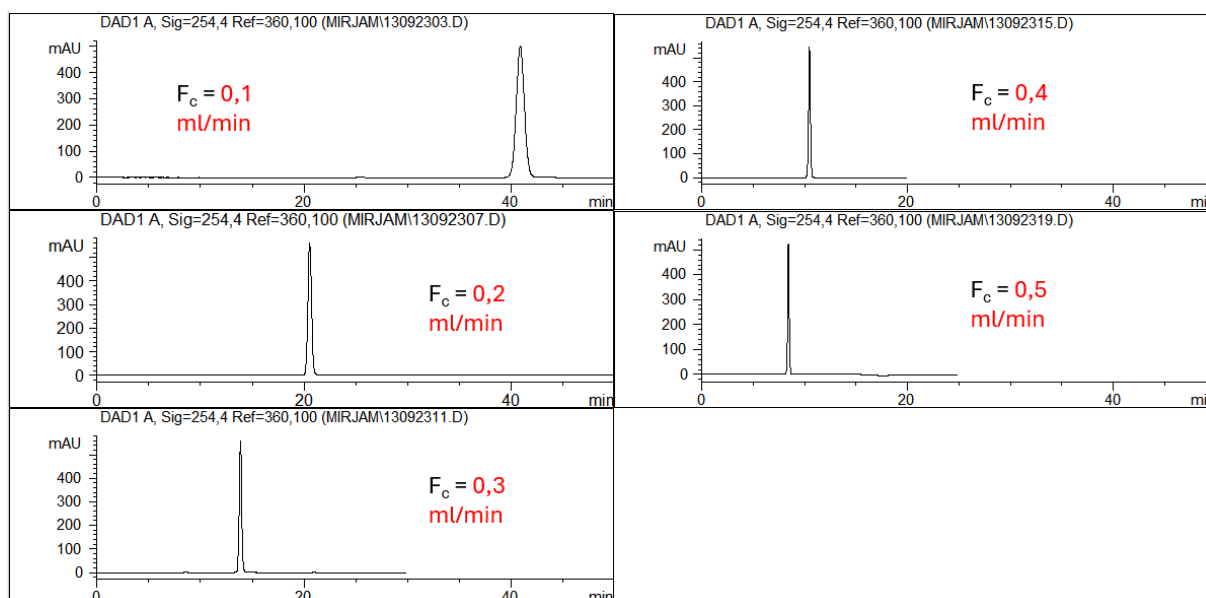 DAD1 A, Sig=254,4 Ref=360,100 (MIRJAM\13092303.D)
mAU
400
300
200
100
0
F_c = 0,1
ml/min
0
20
40
min
DAD1 A, Sig=254,4 Ref=360,100 (MIRJAM\13092307.D)
mAU
400
300
200
100
0
F_c = 0,2
ml/min
0
20
40
min
DAD1 A, Sig=254,4 Ref=360,100 (MIRJAM\13092311.D)
mAU
400
300
200
100
0
F_c = 0,3
ml/min
0
20
40
min
DAD1 A, Sig=254,4 Ref=360,100 (MIRJAM\13092315.D)
mAU
400
300
200
100
0
F_c = 0,4
ml/min
0
20
40
min
DAD1 A, Sig=254,4 Ref=360,100 (MIRJAM\13092319.D)
mAU
400
300
200
100
0
F_c = 0,5
ml/min
0
20
40
min